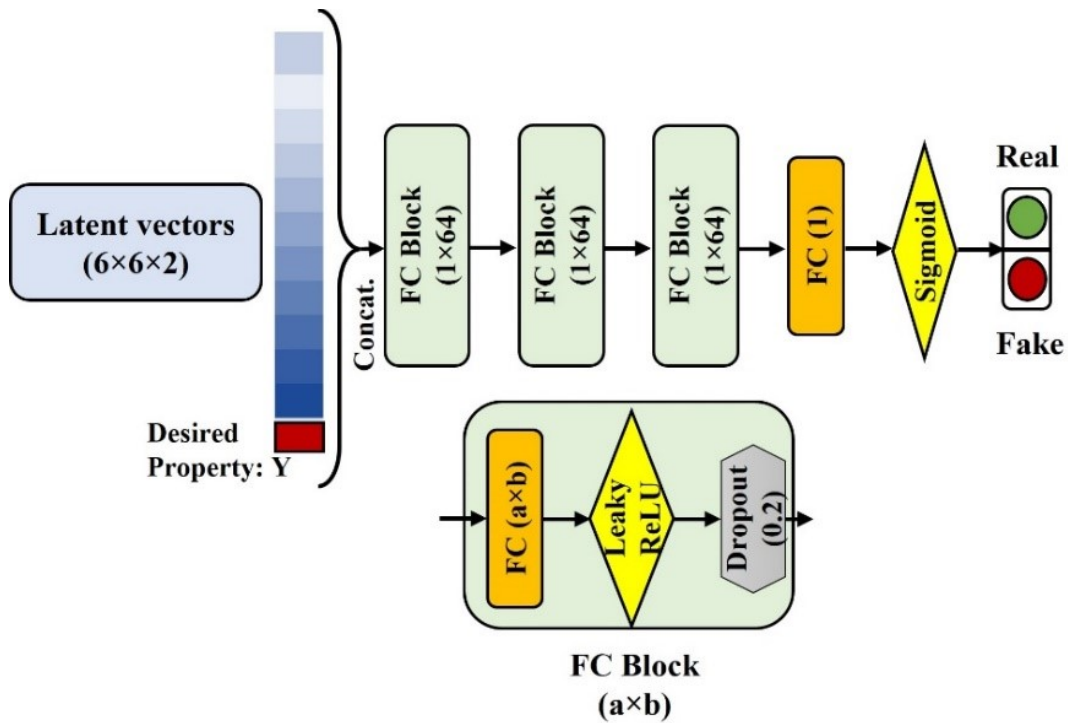 Latent vectors
(6×6×2)
Desired
Property: Y
Concat.
FC Block
(1×64)
FC Block
(1×64)
FC Block
(1×64)
FC (1)
Sigmoid
Real
Fake
FC (a×b)
Leaky
ReLU
Dropout
(0.2)
FC Block
(a×b)